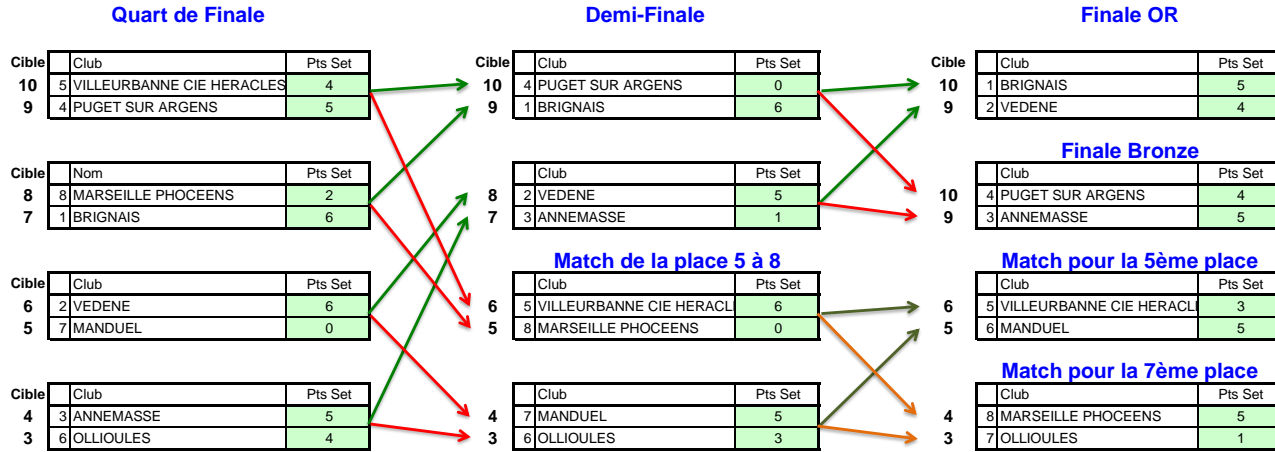 Quart de Finale Demi-Finale Finale OR
Cible Club Pts Set Cible Club Pts Set Cible Club Pts Set
10 5 VILLEURBANNE CIE HERACLES 4 10 4 PUGET SUR ARGENS 0 10 1 BRIGNAIS 5
9 4 PUGET SUR ARGENS 5 9 1 BRIGNAIS 6 9 2 VEDENE 4
Finale Bronze
Cible Nom Pts Set Club Pts Set Club Pts Set
8 8 MARSEILLE PHOCEENS 2 8 2 VEDENE 5 10 4 PUGET SUR ARGENS 4
7 1 BRIGNAIS 6 7 3 ANNEMASSE 1 9 3 ANNEMASSE 5
Match de la place 5 à 8 Match pour la 5ème place
Cible Club Pts Set Club Pts Set Club Pts Set
6 2 VEDENE 6 6 5 VILLEURBANNE CIE HERACL 6 6 5 VILLEURBANNE CIE HERACL 3
5 7 MANDUEL 0 5 8 MARSEILLE PHOCEENS 0 5 6 MANDUEL 5
Match pour la 7ème place
Cible Club Pts Set Club Pts Set Club Pts Set
4 3 ANNEMASSE 5 4 7 MANDUEL 5 4 8 MARSEILLE PHOCEENS 5
3 6 OLLIOULES 4 3 6 OLLIOULES 3 3 7 OLLIOULES 1